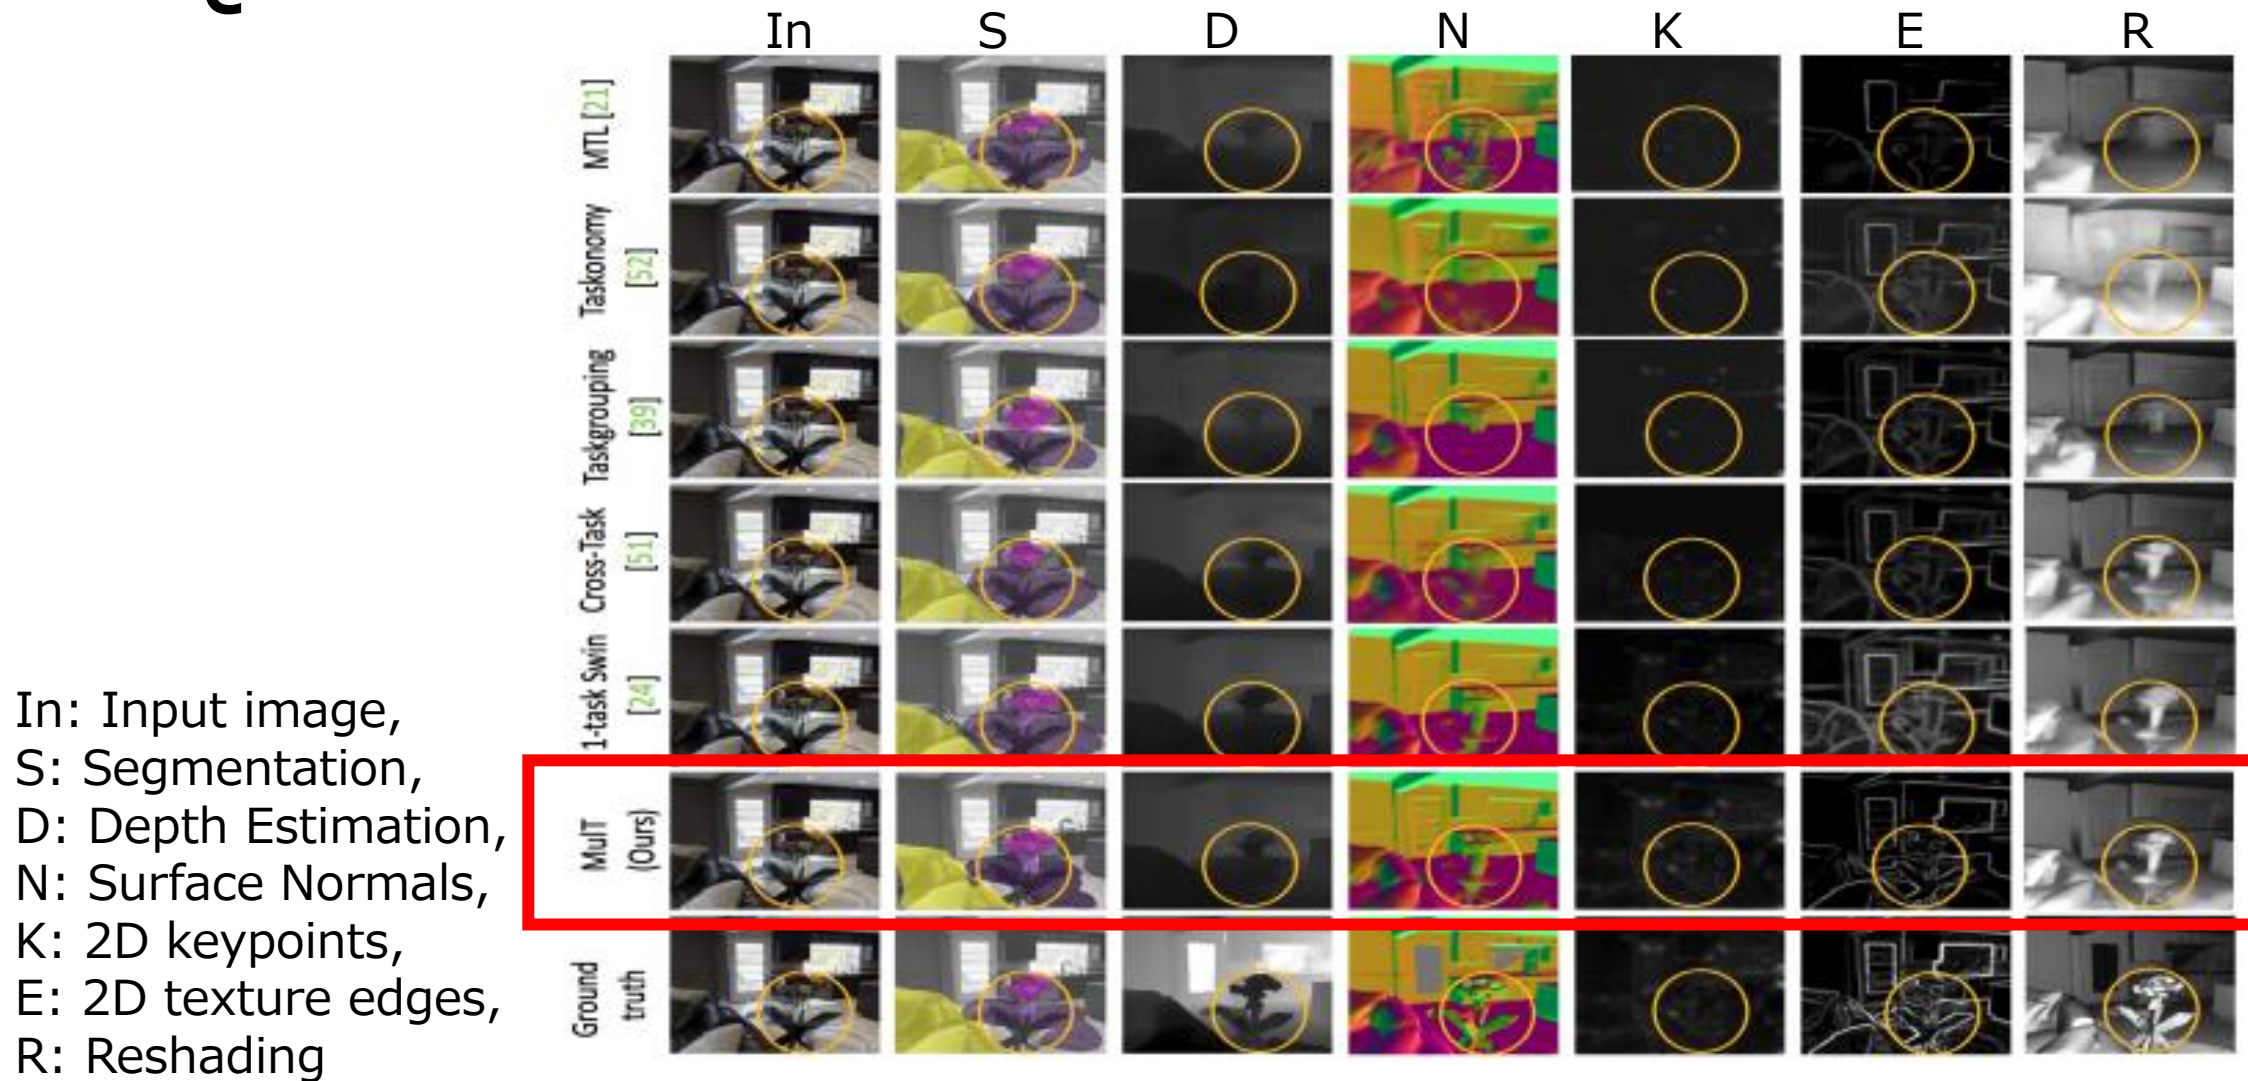 In S D N K E R
MTL [21]
Taskonomy
[52]
Taskgrouping
[39]
Cross-Task
[51]
1-task Swin
[24]
MulT
(Ours)
Ground
truth
In: Input image,
S: Segmentation,
D: Depth Estimation,
N: Surface Normals,
K: 2D keypoints,
E: 2D texture edges,
R: Reshading